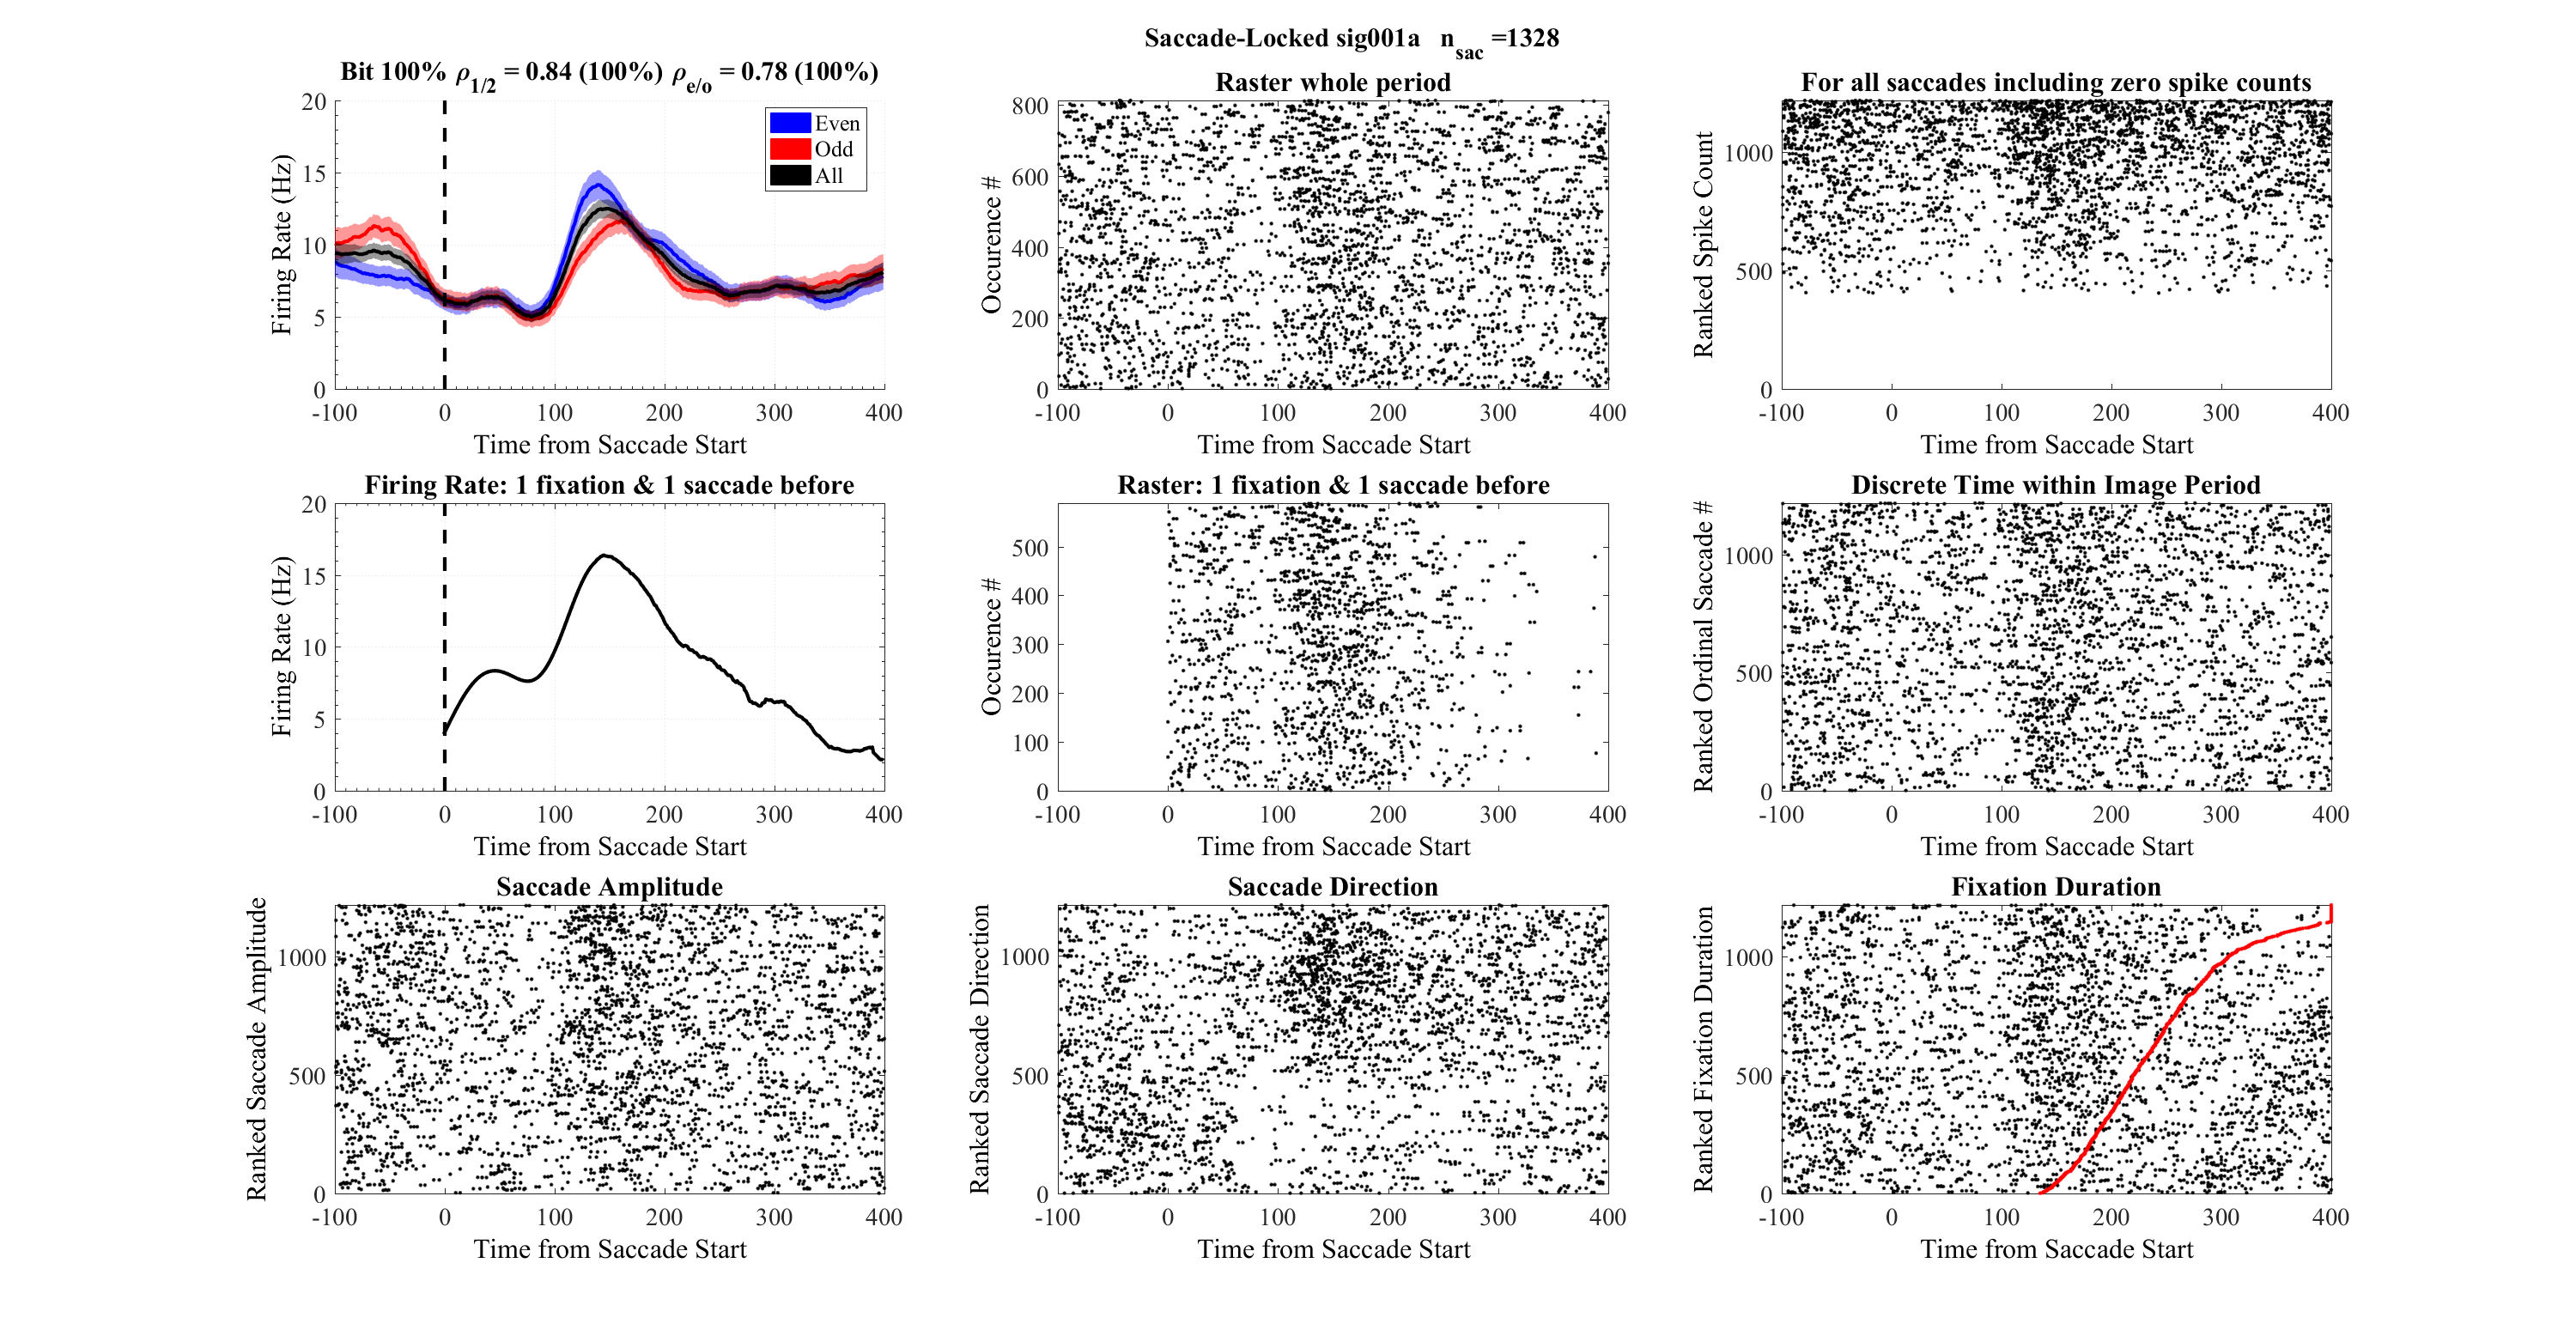 Saccade-Locked sig001a n_sac =1328
Bit 100% ρ_1/2 = 0.84 (100%) ρ_e/o = 0.78 (100%)
20
15
10
5
0
Firing Rate (Hz)
Even
Odd
All
-100 0 100 200 300 400
Time from Saccade Start
Raster whole period
800
600
400
200
0
Occurence #
-100 0 100 200 300 400
Time from Saccade Start
For all saccades including zero spike counts
1000
500
0
Ranked Spike Count
-100 0 100 200 300 400
Time from Saccade Start
Firing Rate: 1 fixation & 1 saccade before
20
15
10
5
0
Firing Rate (Hz)
-100 0 100 200 300 400
Time from Saccade Start
Raster: 1 fixation & 1 saccade before
500
400
300
200
100
0
Occurence #
-100 0 100 200 300 400
Time from Saccade Start
Discrete Time within Image Period
1000
500
0
Ranked Ordinal Saccade #
-100 0 100 200 300 400
Time from Saccade Start
Saccade Amplitude
1000
500
0
Ranked Saccade Amplitude
-100 0 100 200 300 400
Time from Saccade Start
Saccade Direction
1000
500
0
Ranked Saccade Direction
-100 0 100 200 300 400
Time from Saccade Start
Fixation Duration
1000
500
0
Ranked Fixation Duration
-100 0 100 200 300 400
Time from Saccade Start